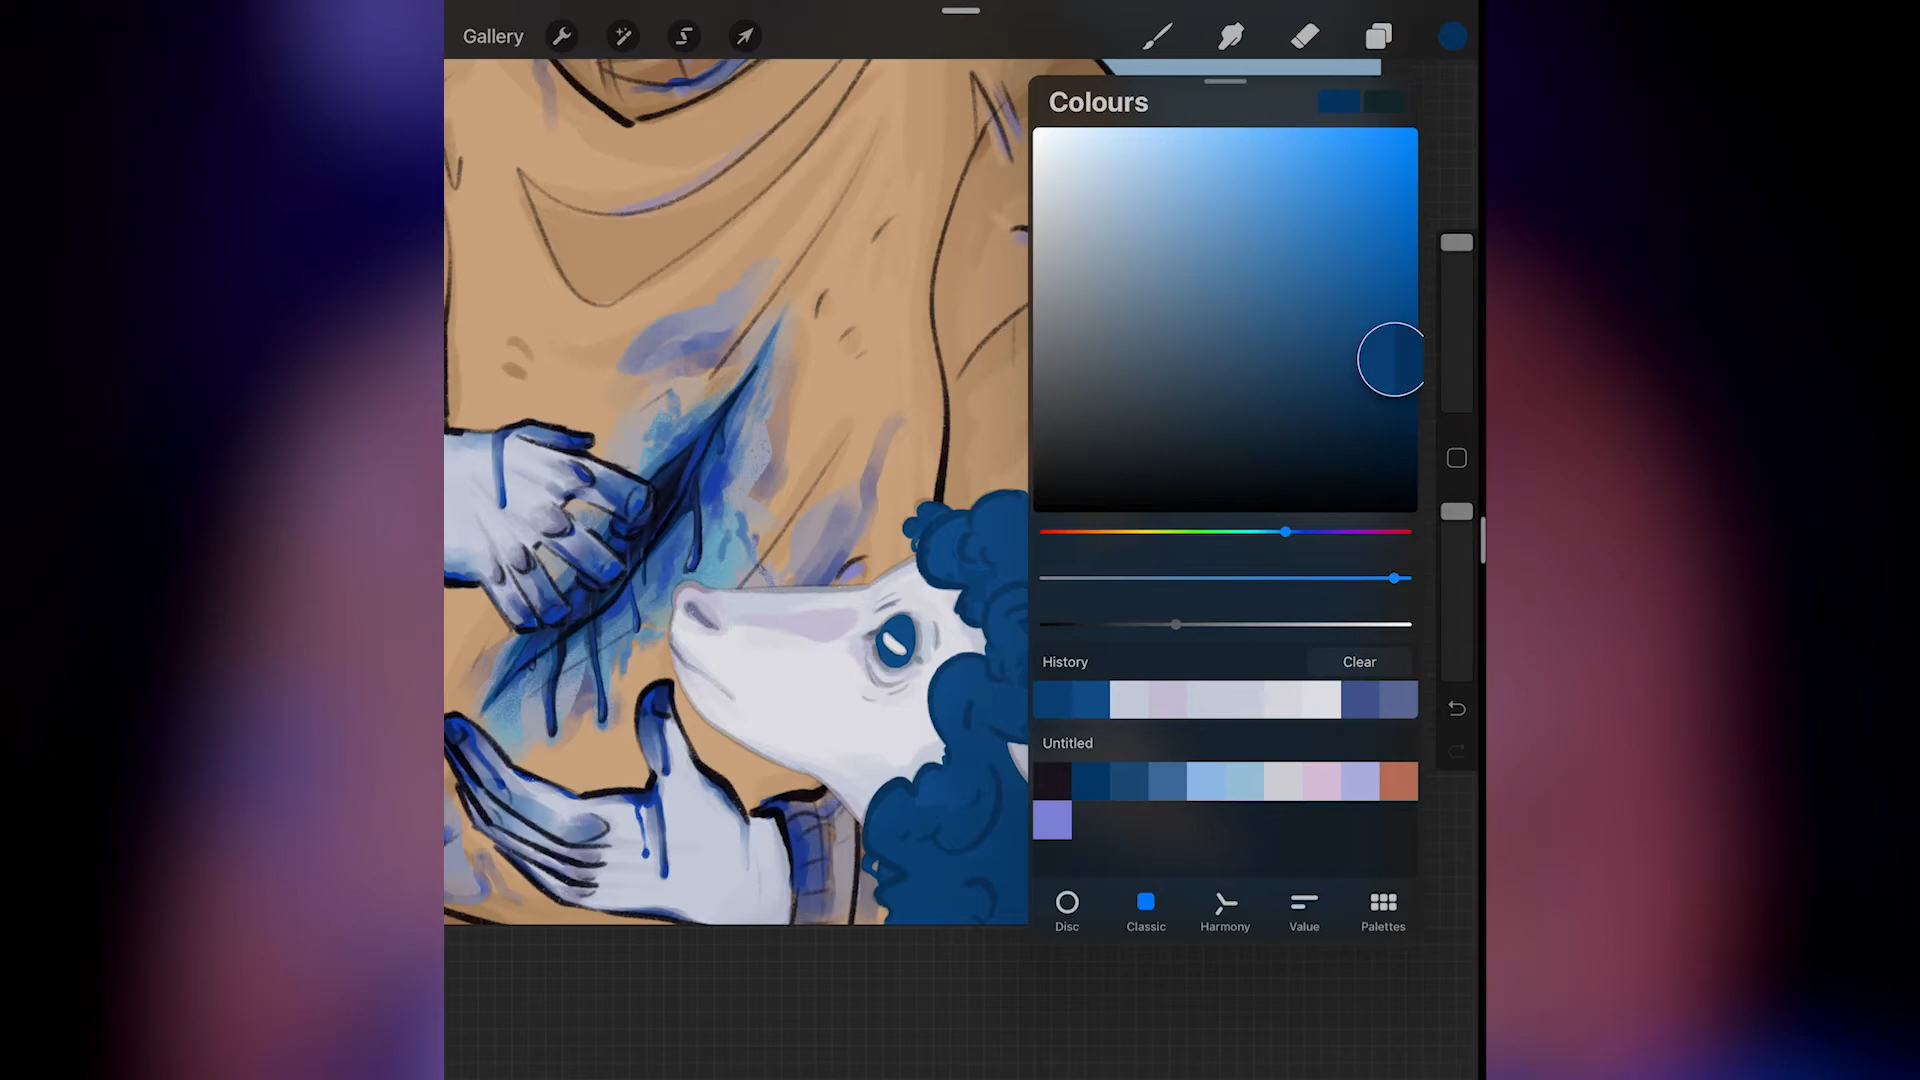 Gallery
Colours
History
Clear
Untitled
Disc
Classic
Harmony
Value
Palettes